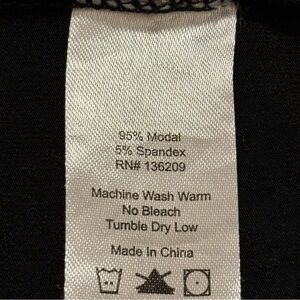 95% Modal
5% Spandex
RN# 136209
Machine Wash Warm
No Bleach
Tumble Dry Low
Made In China